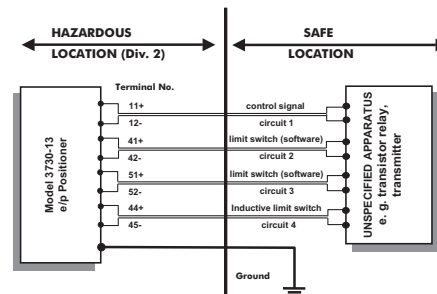 HAZARDOUS
LOCATION (Div. 2)
SAFE
LOCATION
Terminal No.
Model 3730-13
e/p Positioner
11+
12-
41+
42-
51+
52-
44+
45-
control signal
circuit 1
limit switch (software)
circuit 2
limit switch (software)
circuit 3
Inductive limit switch
circuit 4
Ground
UNSPECIFIED APPARATUS
e. g. transistor relay,
transmitter